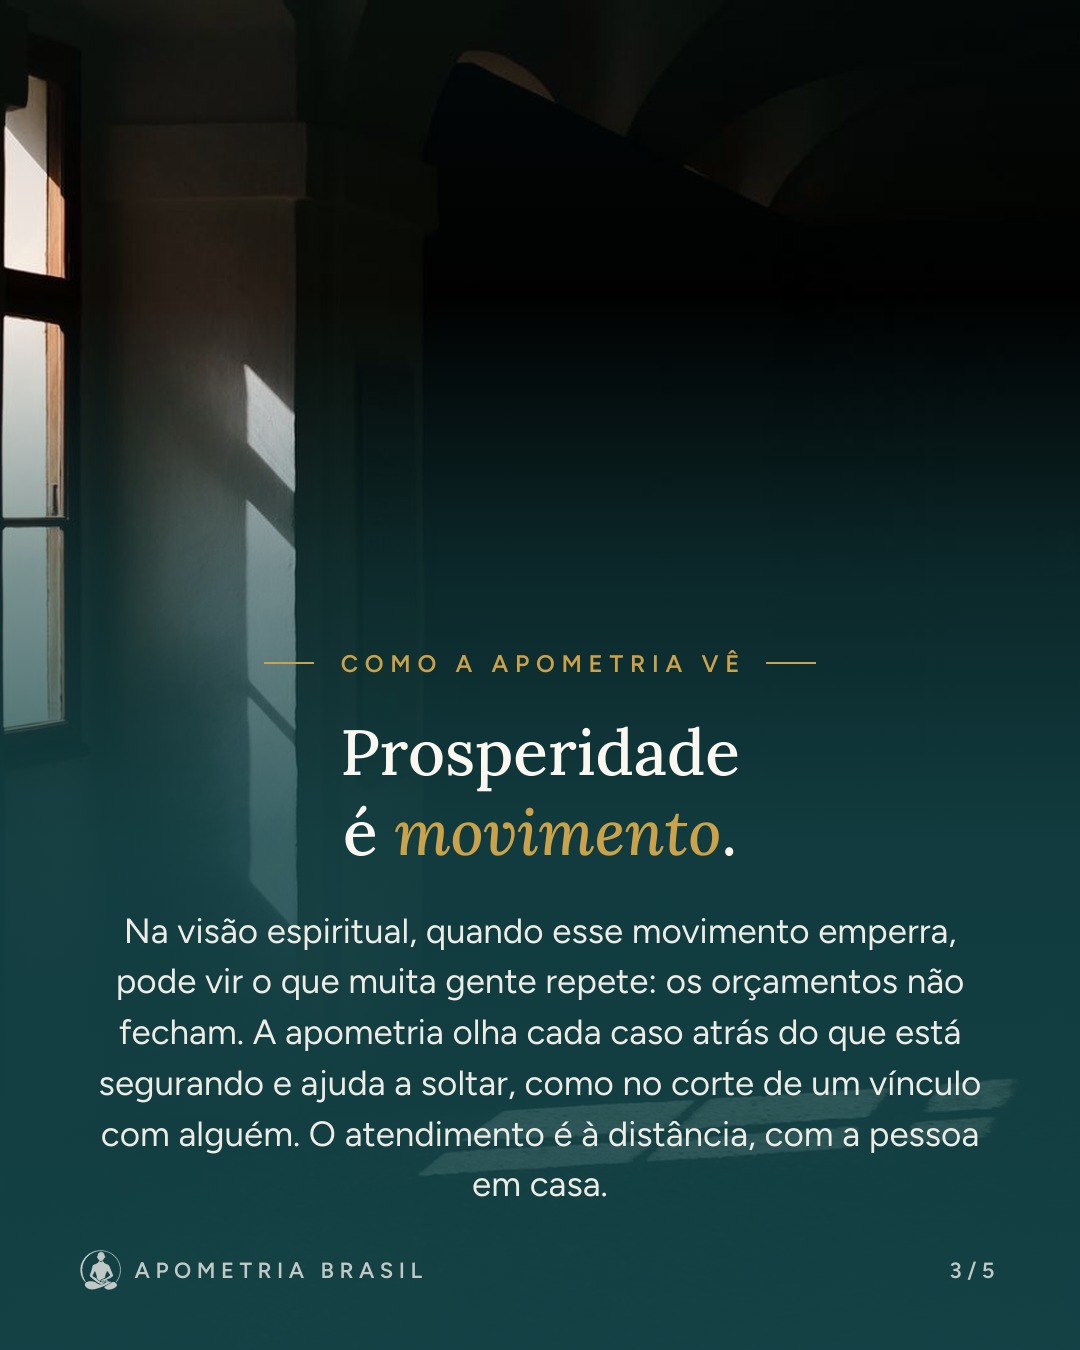 COMO A APOMETRIA VÊ
Prosperidade
é movimento.
Na visão espiritual, quando esse movimento emperra,
pode vir o que muita gente repete: os orçamentos não
fecham. A apometria olha cada caso atrás do que está
segurando e ajuda a soltar, como no corte de um vínculo
com alguém. O atendimento é à distância, com a pessoa
em casa.
APOMETRIA BRASIL
3/5